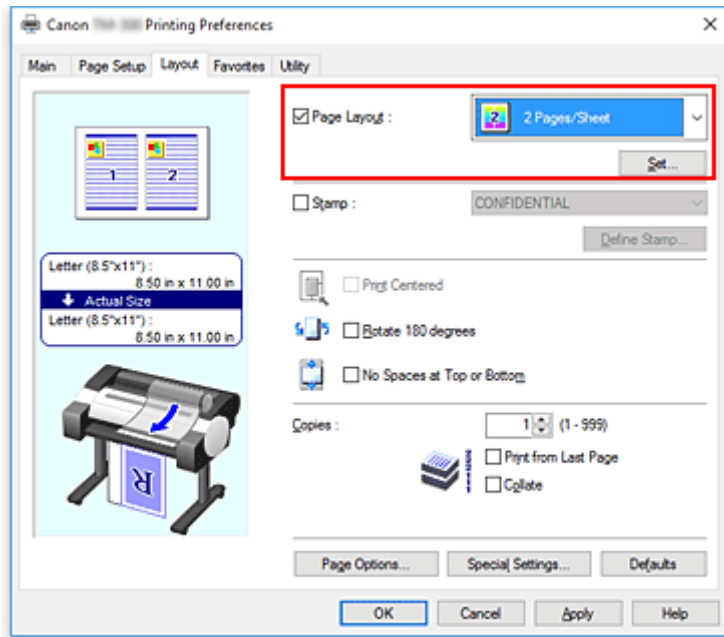 Canon Printing Preferences
Main Page Setup Layout Favorites Utility
1 2
Letter (8.5"x11") :
8.50 in x 11.00 in
Actual Size
Letter (8.5"x11") :
8.50 in x 11.00 in
R
Page Layout : 2 2 Pages/Sheet
Set...
Stamp : CONFIDENTIAL
Define Stamp...
Print Centered
Rotate 180 degrees
No Spaces at Top or Bottom
Copies : 1 (1 - 999)
Print from Last Page
Collate
Page Options... Special Settings... Defaults
OK Cancel Apply Help